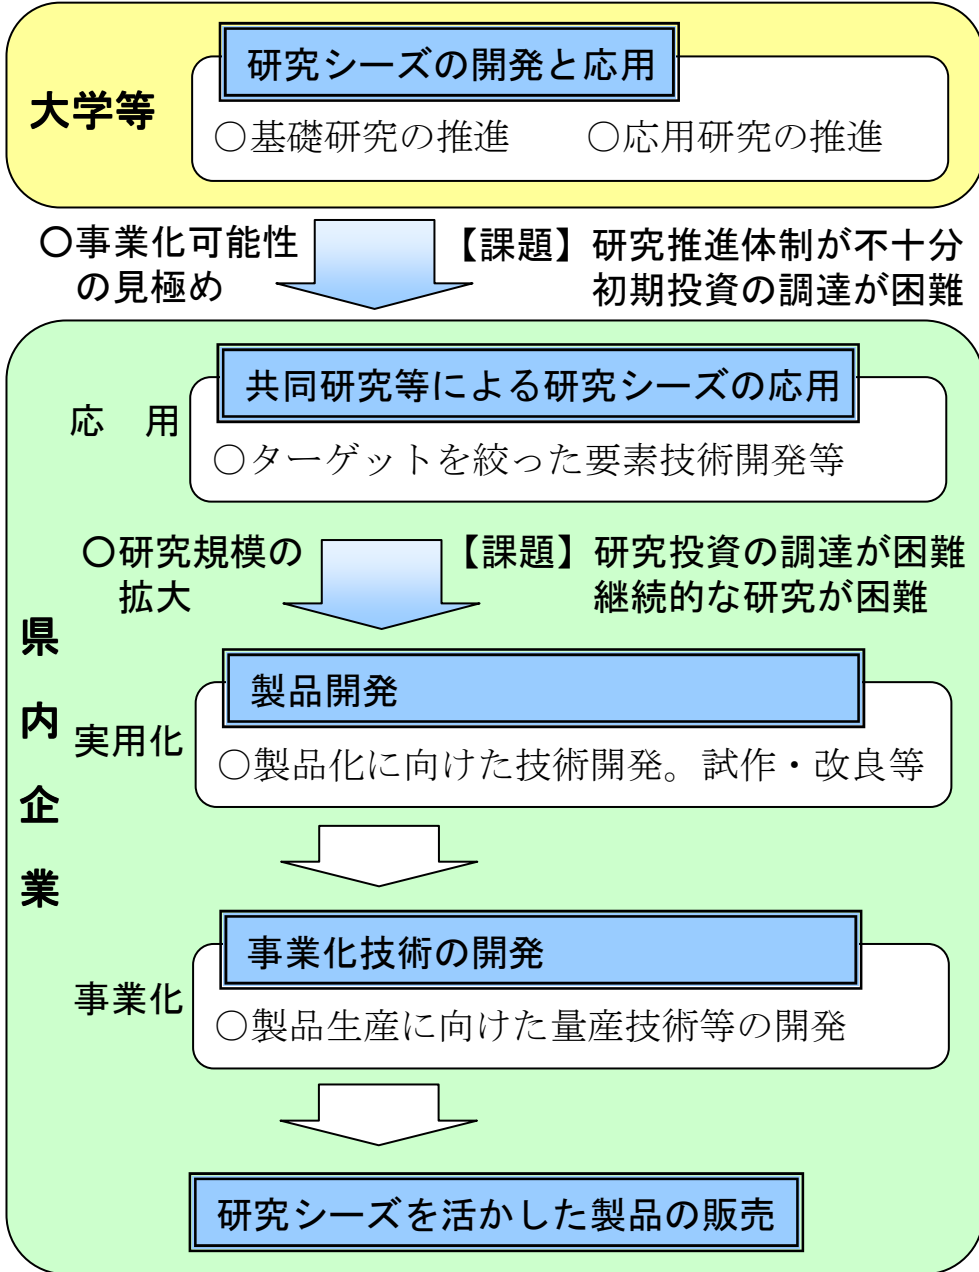 研究シーズの開発と応用
大学等
○基礎研究の推進 ○応用研究の推進
○事業化可能性
の見極め
【課題】研究推進体制が不十分
初期投資の調達が困難
共同研究等による研究シーズの応用
応 用
○ターゲットを絞った要素技術開発等
○研究規模の
拡大
【課題】研究投資の調達が困難
継続的な研究が困難
県内企業
製品開発
実用化
○製品化に向けた技術開発。試作・改良等
事業化技術の開発
事業化
○製品生産に向けた量産技術等の開発
研究シーズを活かした製品の販売